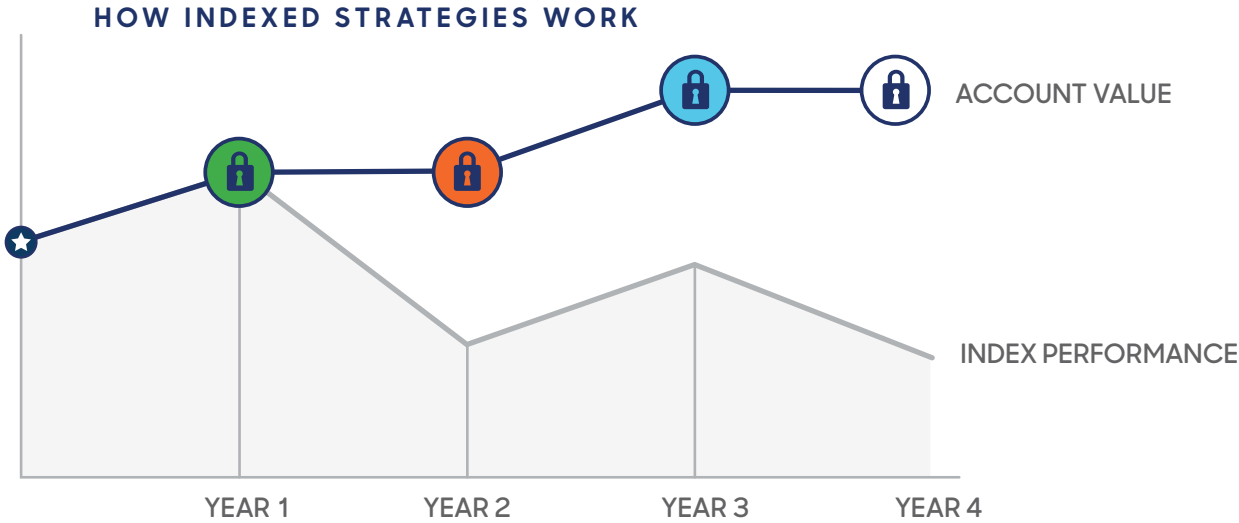 HOW INDEXED STRATEGIES WORK
ACCOUNT VALUE
INDEX PERFORMANCE
YEAR 1
YEAR 2
YEAR 3
YEAR 4